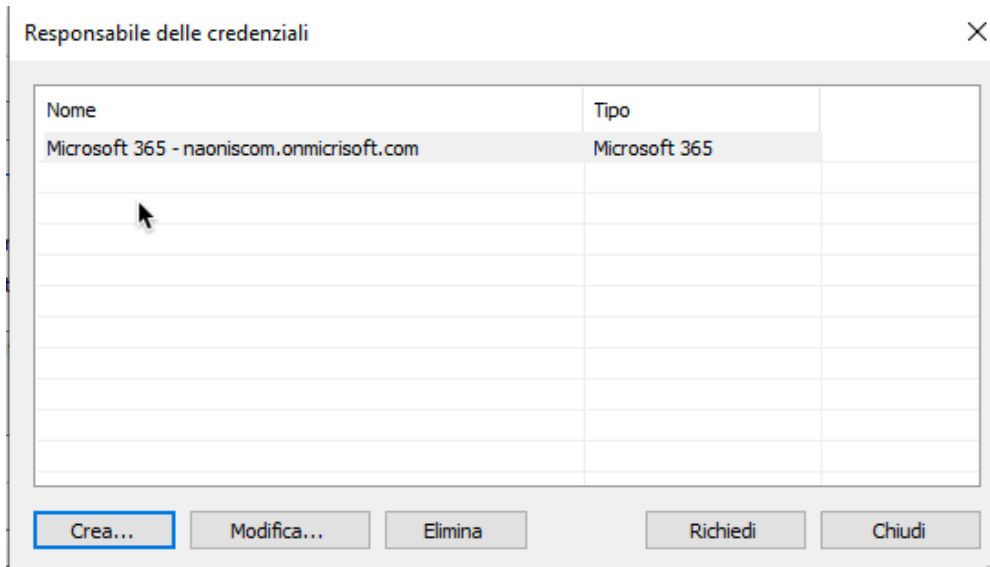 Responsabile delle credenziali
Nome Tipo
Microsoft 365 - naoniscom.onmicrisoft.com Microsoft 365
Crea... Modifica... Elimina Richiedi Chiudi